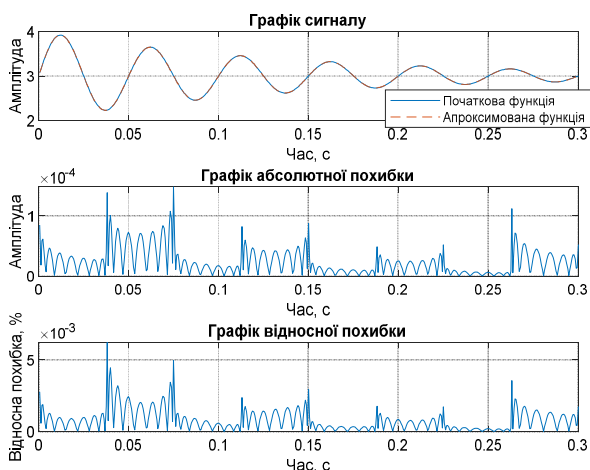 Графік сигналу
Амплітуда
4
3
2
Початкова функція
Апроксимована функція
0 0.05 0.1 0.15 0.2 0.25 0.3
Час, с
Графік абсолютної похибки
×10-4
Амплітуда
1
0
0 0.05 0.1 0.15 0.2 0.25 0.3
Час, с
Графік відносної похибки
×10-3
Відносна похибка, %
5
0
0 0.05 0.1 0.15 0.2 0.25 0.3
Час, с